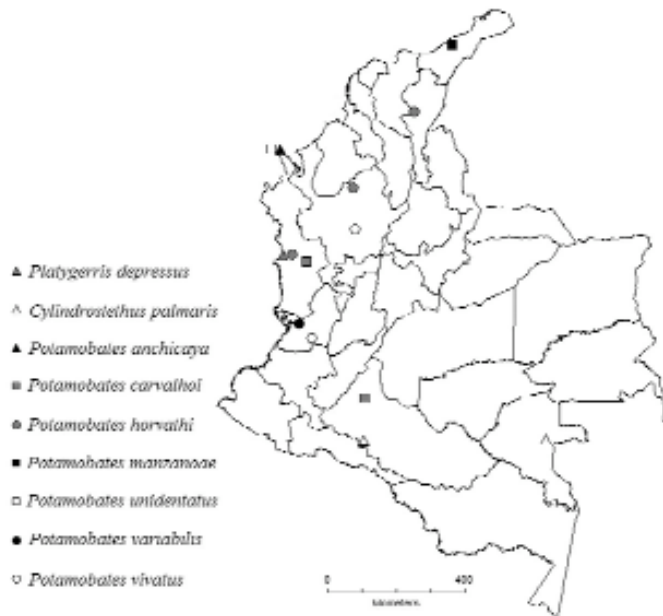 Platygerris depressus
Cylindrostethus palmaris
Potamobates anchicaya
Potamobates carvalhoi
Potamobates horvathi
Potamobates manzanoae
Potamobates unidentatus
Potamobates variabilis
Potamobates vivatus
0 400
kilometers